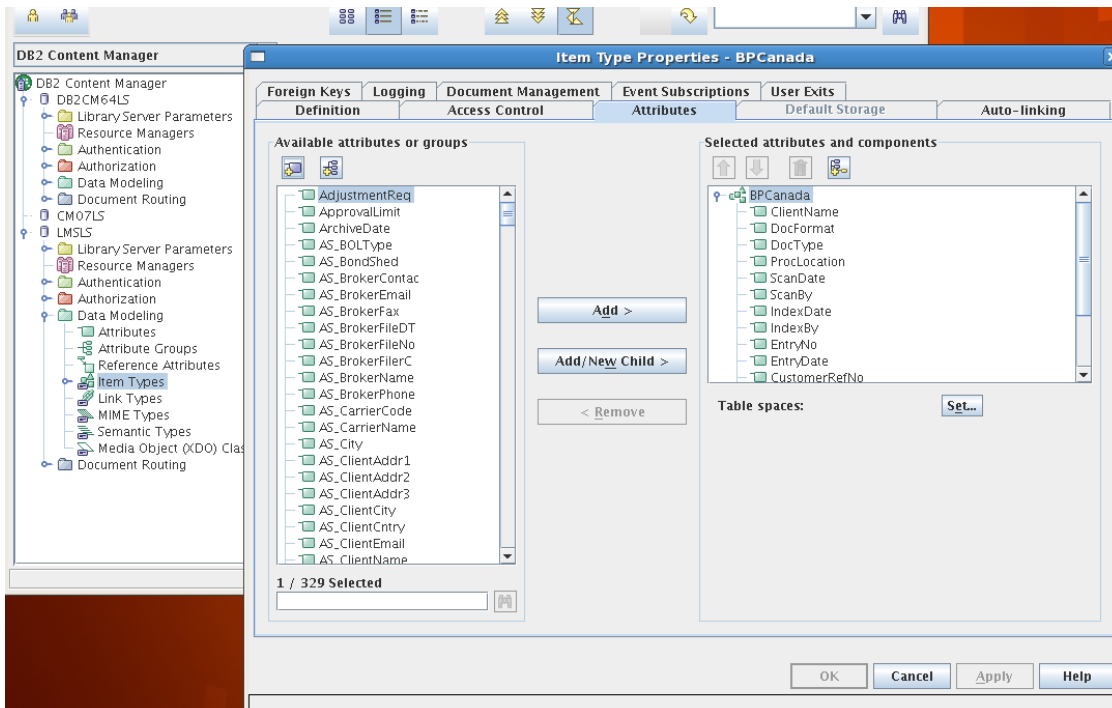 DB2 Content Manager
DB2 Content Manager
DB2CM64LS
Library Server Parameters
Resource Managers
Authentication
Authorization
Data Modeling
Document Routing
CM07LS
LMSLS
Library Server Parameters
Resource Managers
Authentication
Authorization
Data Modeling
Attributes
Attribute Groups
Reference Attributes
Item Types
Link Types
MIME Types
Semantic Types
Media Object (XDO) Clas
Document Routing
Item Type Properties - BPCanada
Foreign Keys Logging Document Management Event Subscriptions User Exits
Definition Access Control Attributes Default Storage Auto-linking
Available attributes or groups
AdjustmentReq
ApprovalLimit
ArchiveDate
AS_BOLType
AS_BondShed
AS_BrokerContac
AS_BrokerEmail
AS_BrokerFax
AS_BrokerFileDT
AS_BrokerFileNo
AS_BrokerFilerC
AS_BrokerName
AS_BrokerPhone
AS_CarrierCode
AS_CarrierName
AS_City
AS_ClientAddr1
AS_ClientAddr2
AS_ClientAddr3
AS_ClientCity
AS_ClientCntry
AS_ClientEmail
AS_ClientName
1 / 329 Selected
Add >
Add/New Child >
< Remove
Selected attributes and components
BPCanada
ClientName
DocFormat
DocType
ProcLocation
ScanDate
ScanBy
IndexDate
IndexBy
EntryNo
EntryDate
CustomerRefNo
Table spaces: Set...
OK Cancel Apply Help